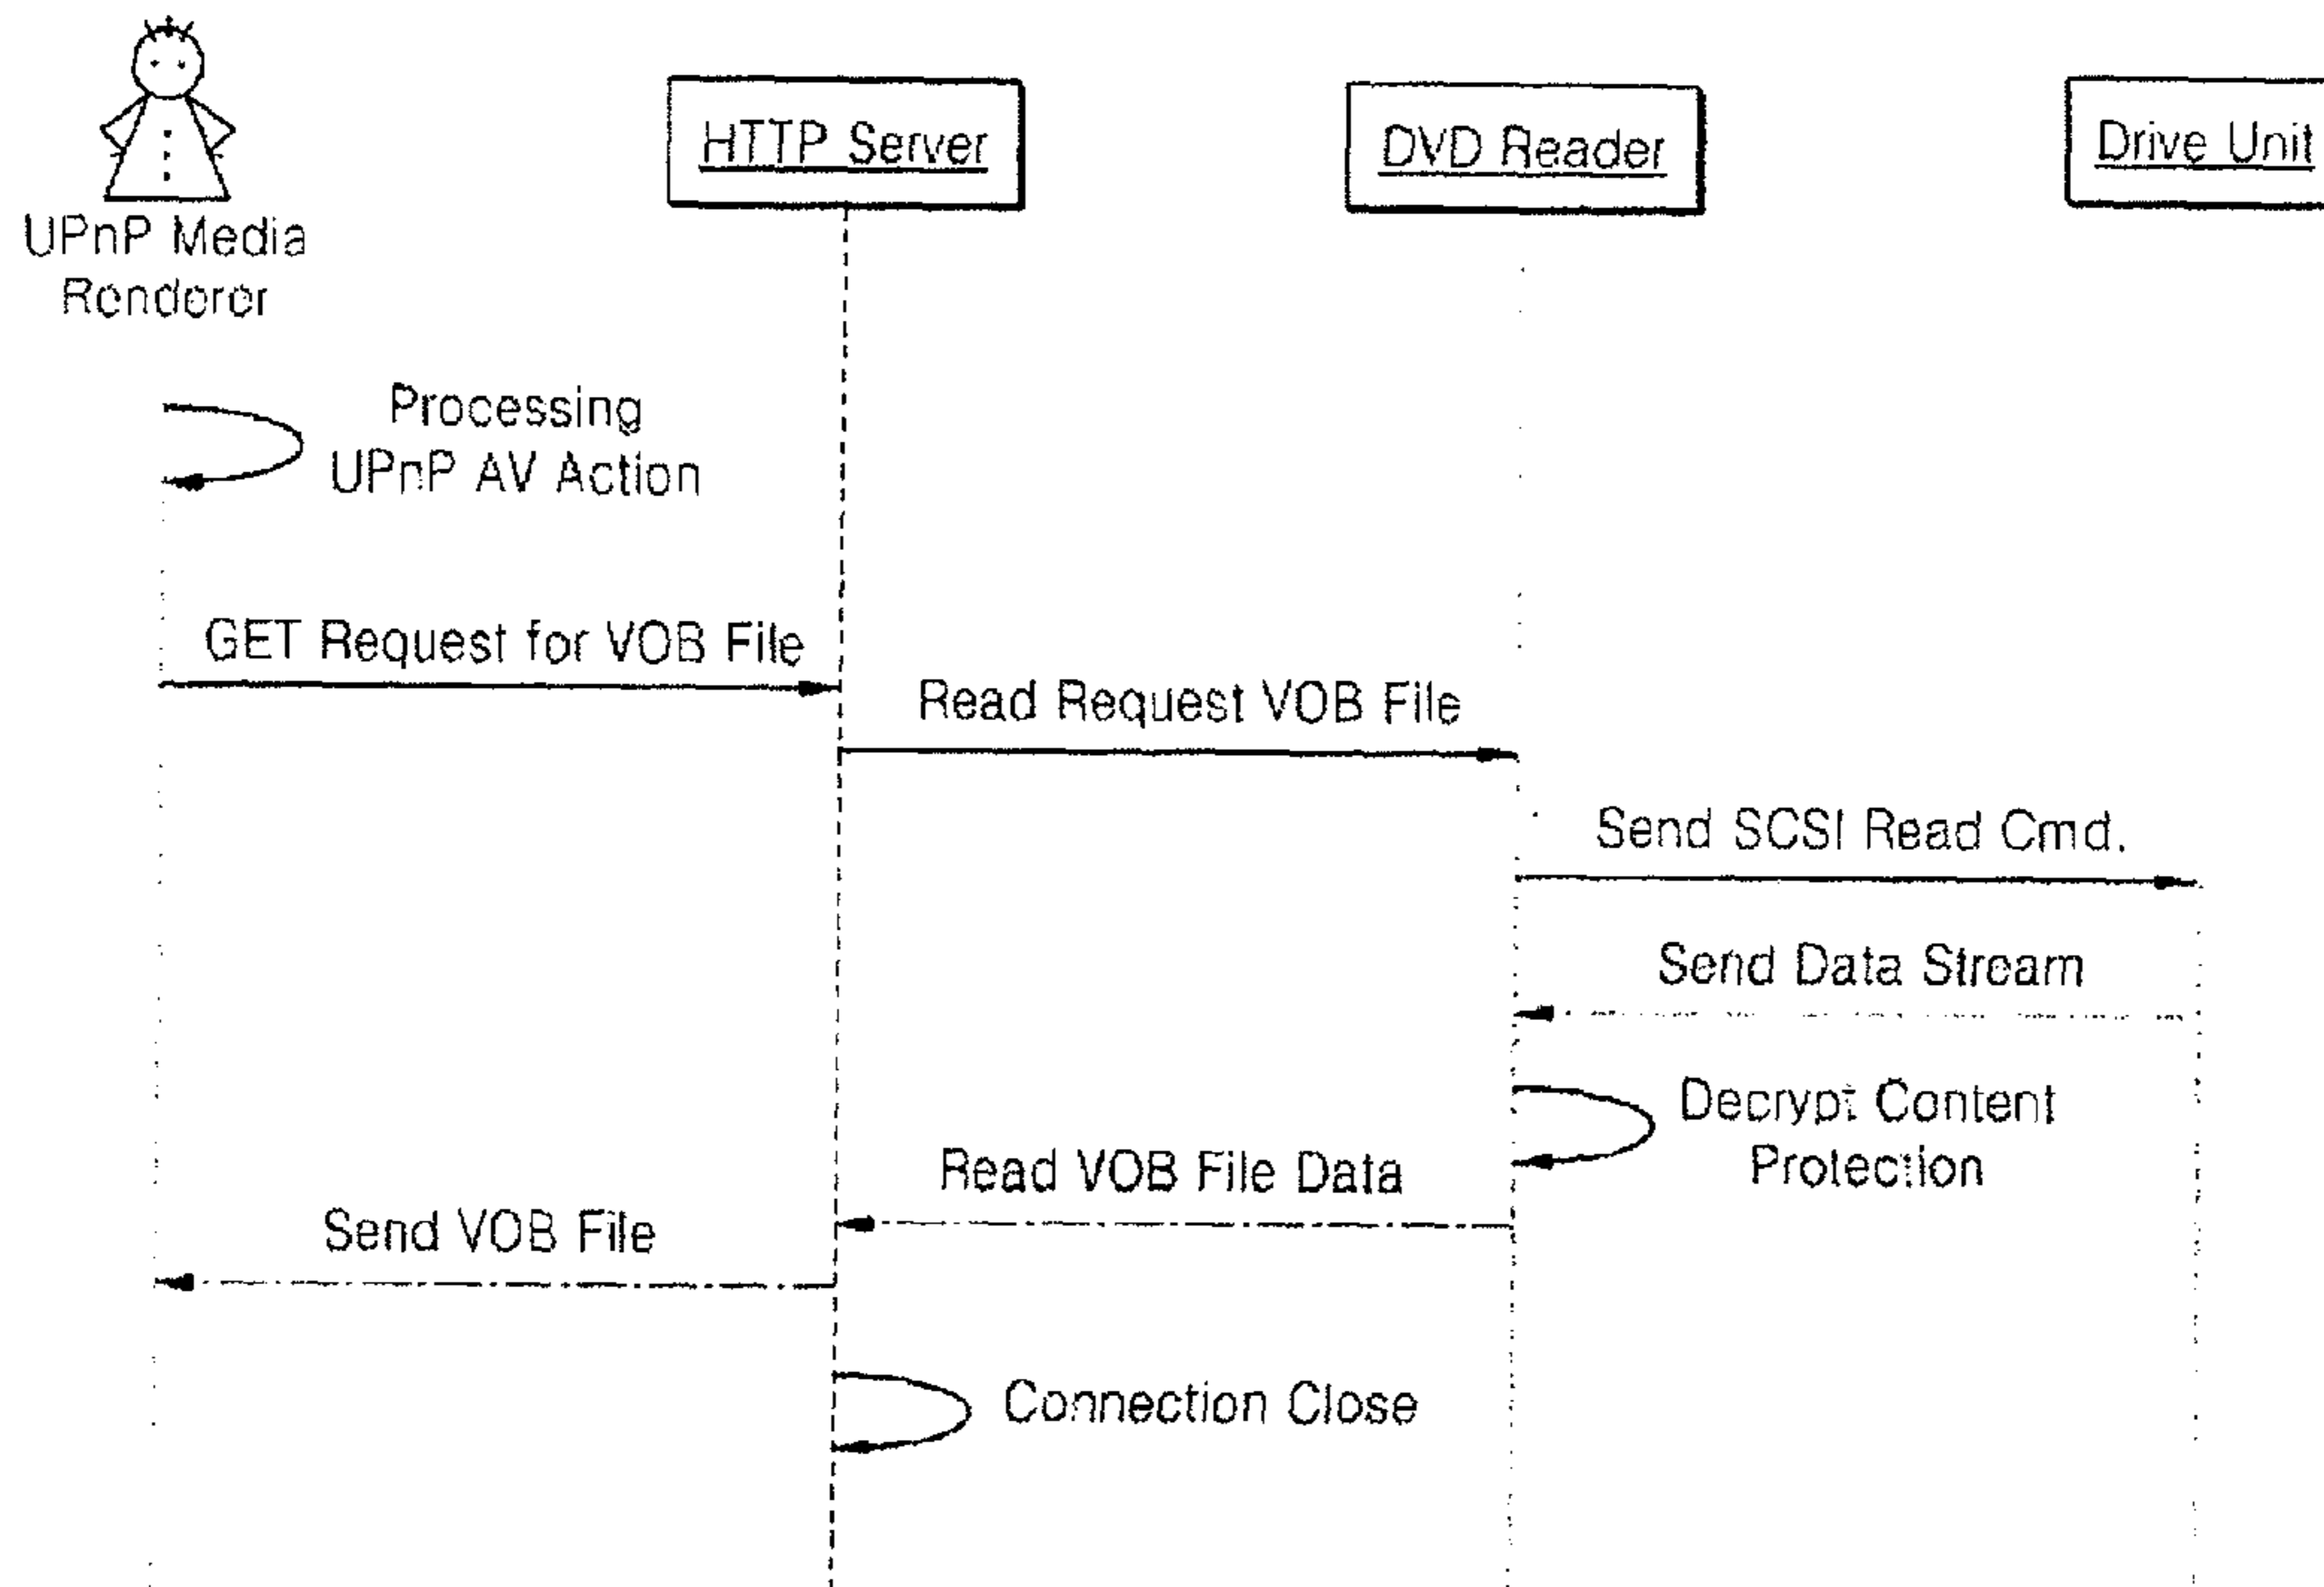 HTTP Server
DVD Reader
Drive Unit
UPnP Media
Renderer
Processing
UPnP AV Action
GET Request for VOB File
Read Request VOB File
Send SCSI Read Cmd.
Send Data Stream
Decrypt Content
Protection
Read VOB File Data
Send VOB File
Connection Close